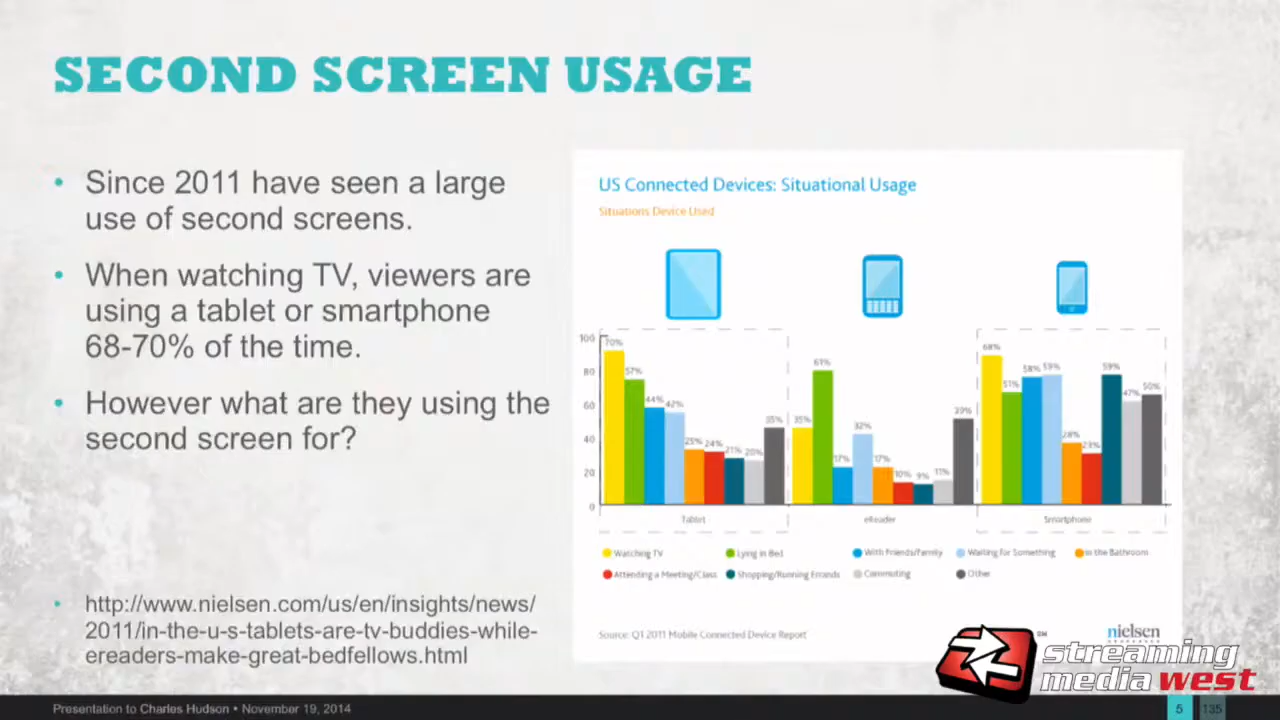 SECOND SCREEN USAGE
• Since 2011 have seen a large
use of second screens.
• When watching TV, viewers are
using a tablet or smartphone
68-70% of the time.
• However what are they using the
second screen for?
• http://www.nielsen.com/us/en/insights/news/
2011/in-the-u-s-tablets-are-tv-buddies-while-
ereaders-make-great-bedfellows.html
US Connected Devices: Situational Usage
Situations Device Used
100
80
60
40
20
0
70%
57%
44%
42%
25%
24%
21%
20%
35%
35%
61%
17%
32%
17%
10%
9%
11%
39%
68%
51%
58%
59%
28%
23%
59%
47%
50%
Tablet
eReader
Smartphone
Watching TV
Lying in Bed
With Friends/Family
Waiting for Something
In the Bathroom
Attending a Meeting/Class
Shopping/Running Errands
Commuting
Other
Source: Q1 2011 Mobile Connected Device Report
nielsen
SM
streaming
media west
Presentation to Charles Hudson • November 19, 2014
5
135